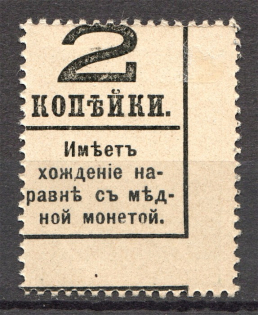 2
КОПѢЙКИ.
Имѣетъ
хожденіе на-
равнѣ съ мѣд-
ной монетой.